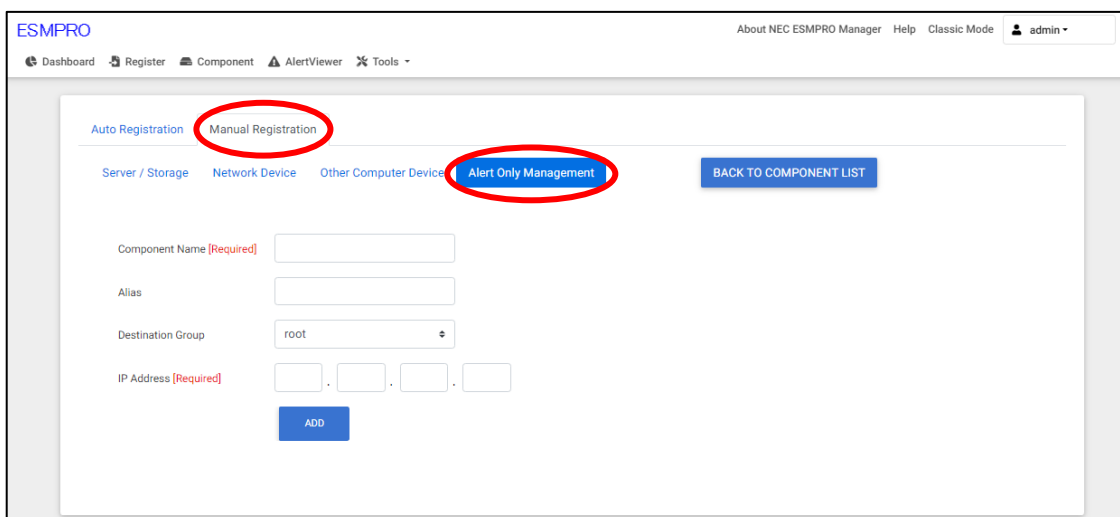 ESMPRO
About NEC ESMPRO Manager Help Classic Mode admin
Dashboard Register Component AlertViewer Tools
Auto Registration Manual Registration
Server / Storage Network Device Other Computer Device Alert Only Management BACK TO COMPONENT LIST
Component Name [Required]
Alias
Destination Group root
IP Address [Required] . . .
ADD